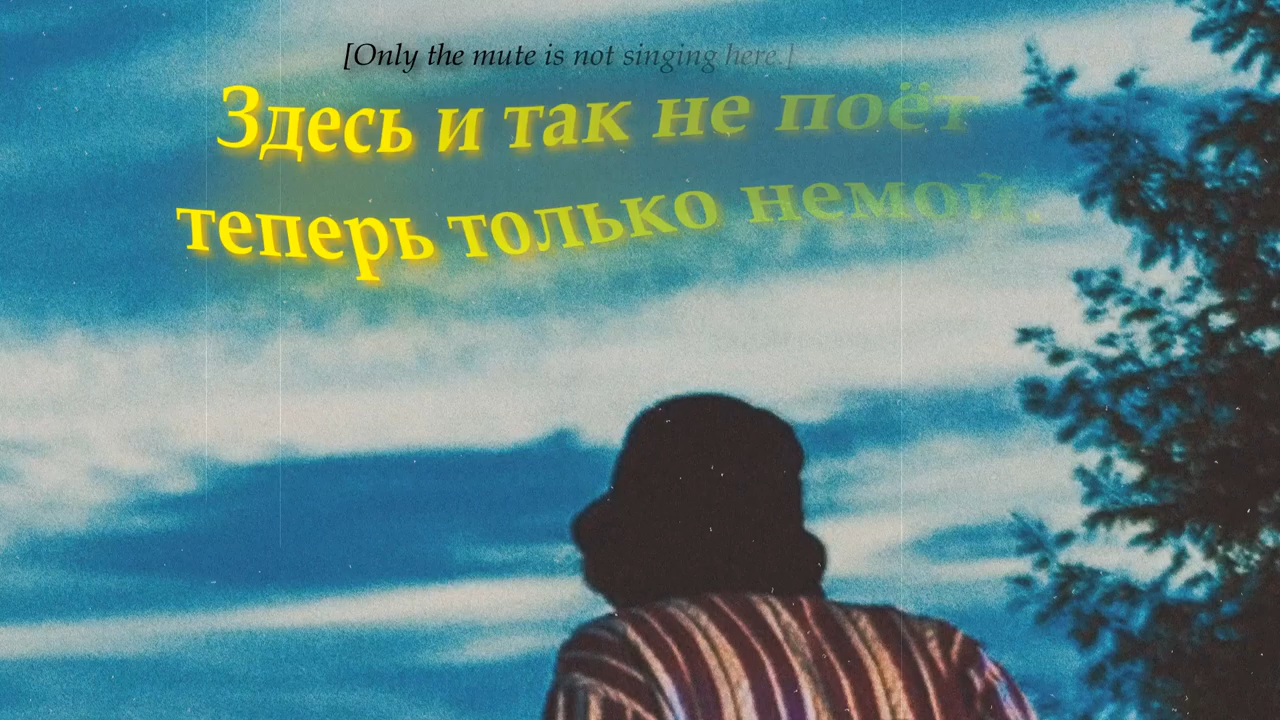 [Only the mute is not singing here.]
Здесь и так не поёт
теперь только немой.